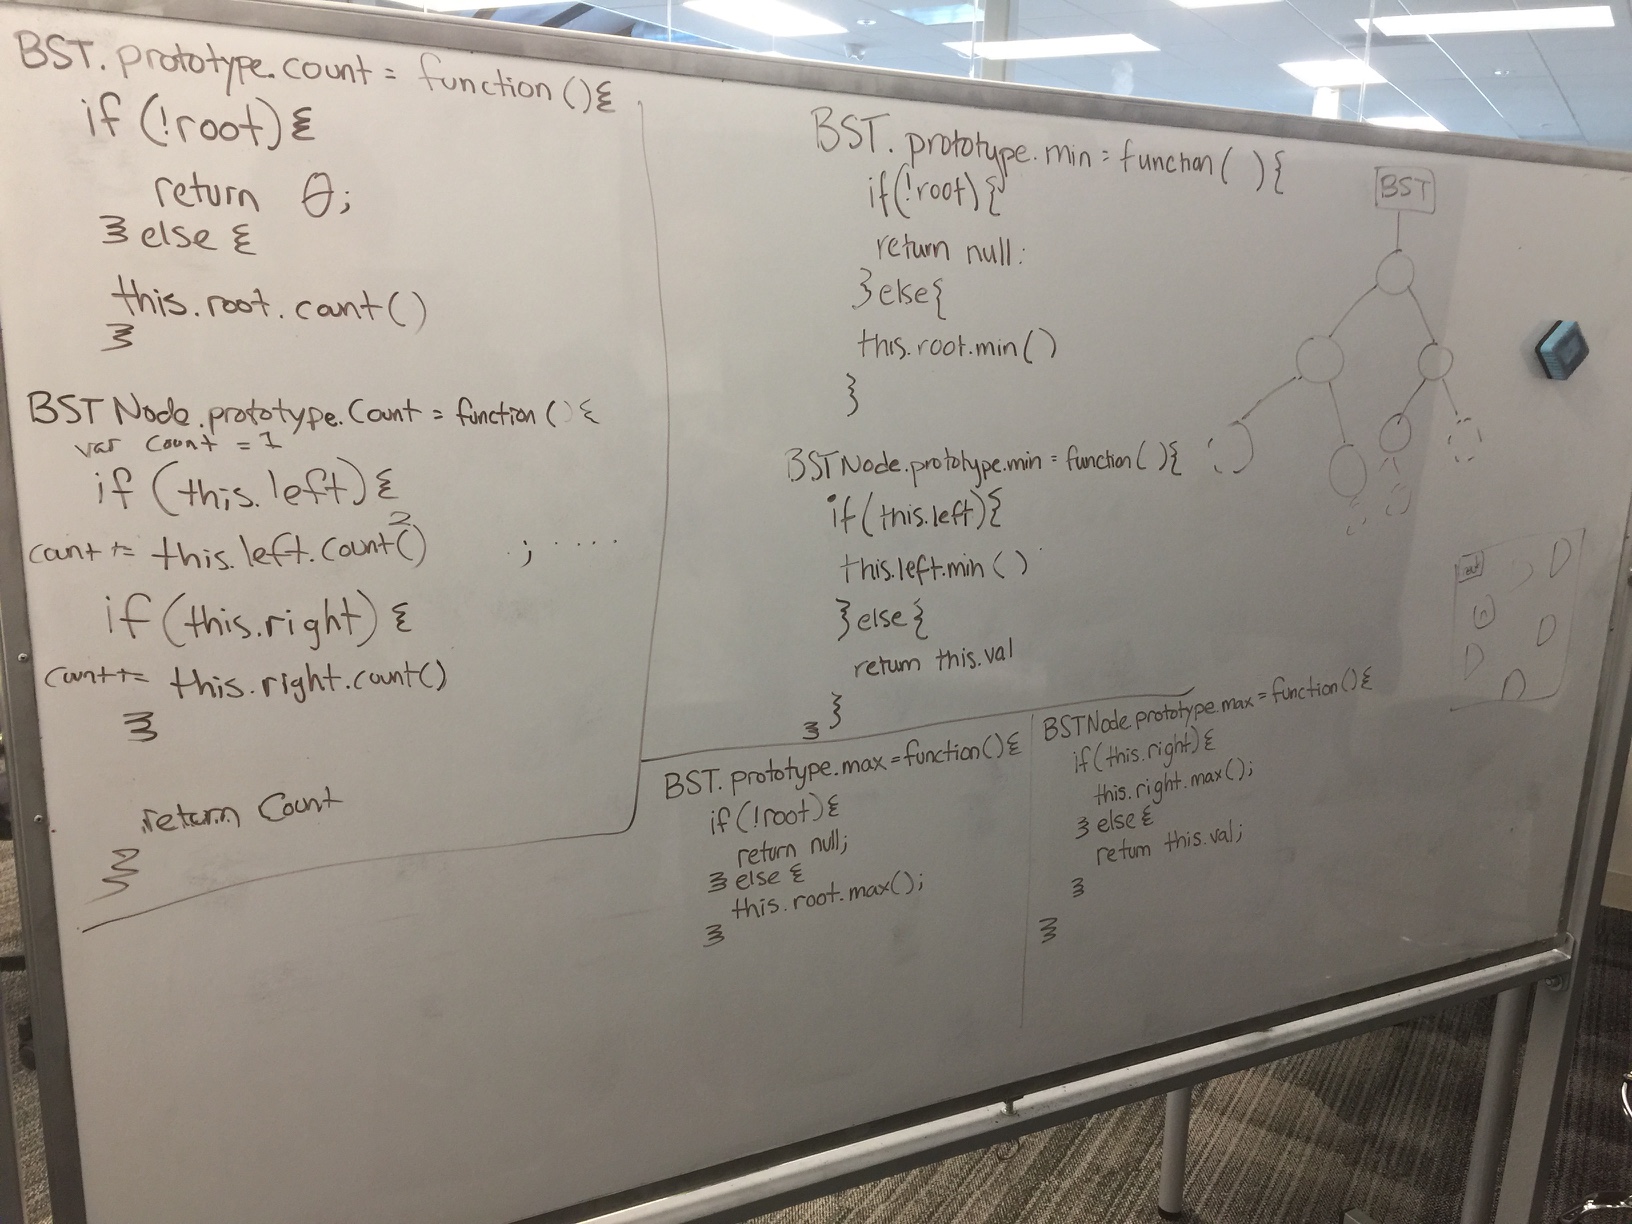 BST.prototype.count = function(){
if (!root){
return 0;
} else {
this.root.count()
}
BSTNode.prototype.Count = function(){
var count = 1
if (this.left){
count += this.left.count() 2 ; ....
if (this.right) {
count += this.right.count()
}
return Count
}
}
BST.prototype.min = function( ){
if(!root){
return null;
}else{
this.root.min()
}
BSTNode.prototype.min = function( ){
if(this.left){
this.left.min()
}else{
return this.val
}
}
BST.prototype.max = function(){
if(!root){
return null;
} else {
this.root.max();
}
BSTNode.prototype.max = function(){
if(this.right){
this.right.max();
} else {
return this.val;
}
}
BST